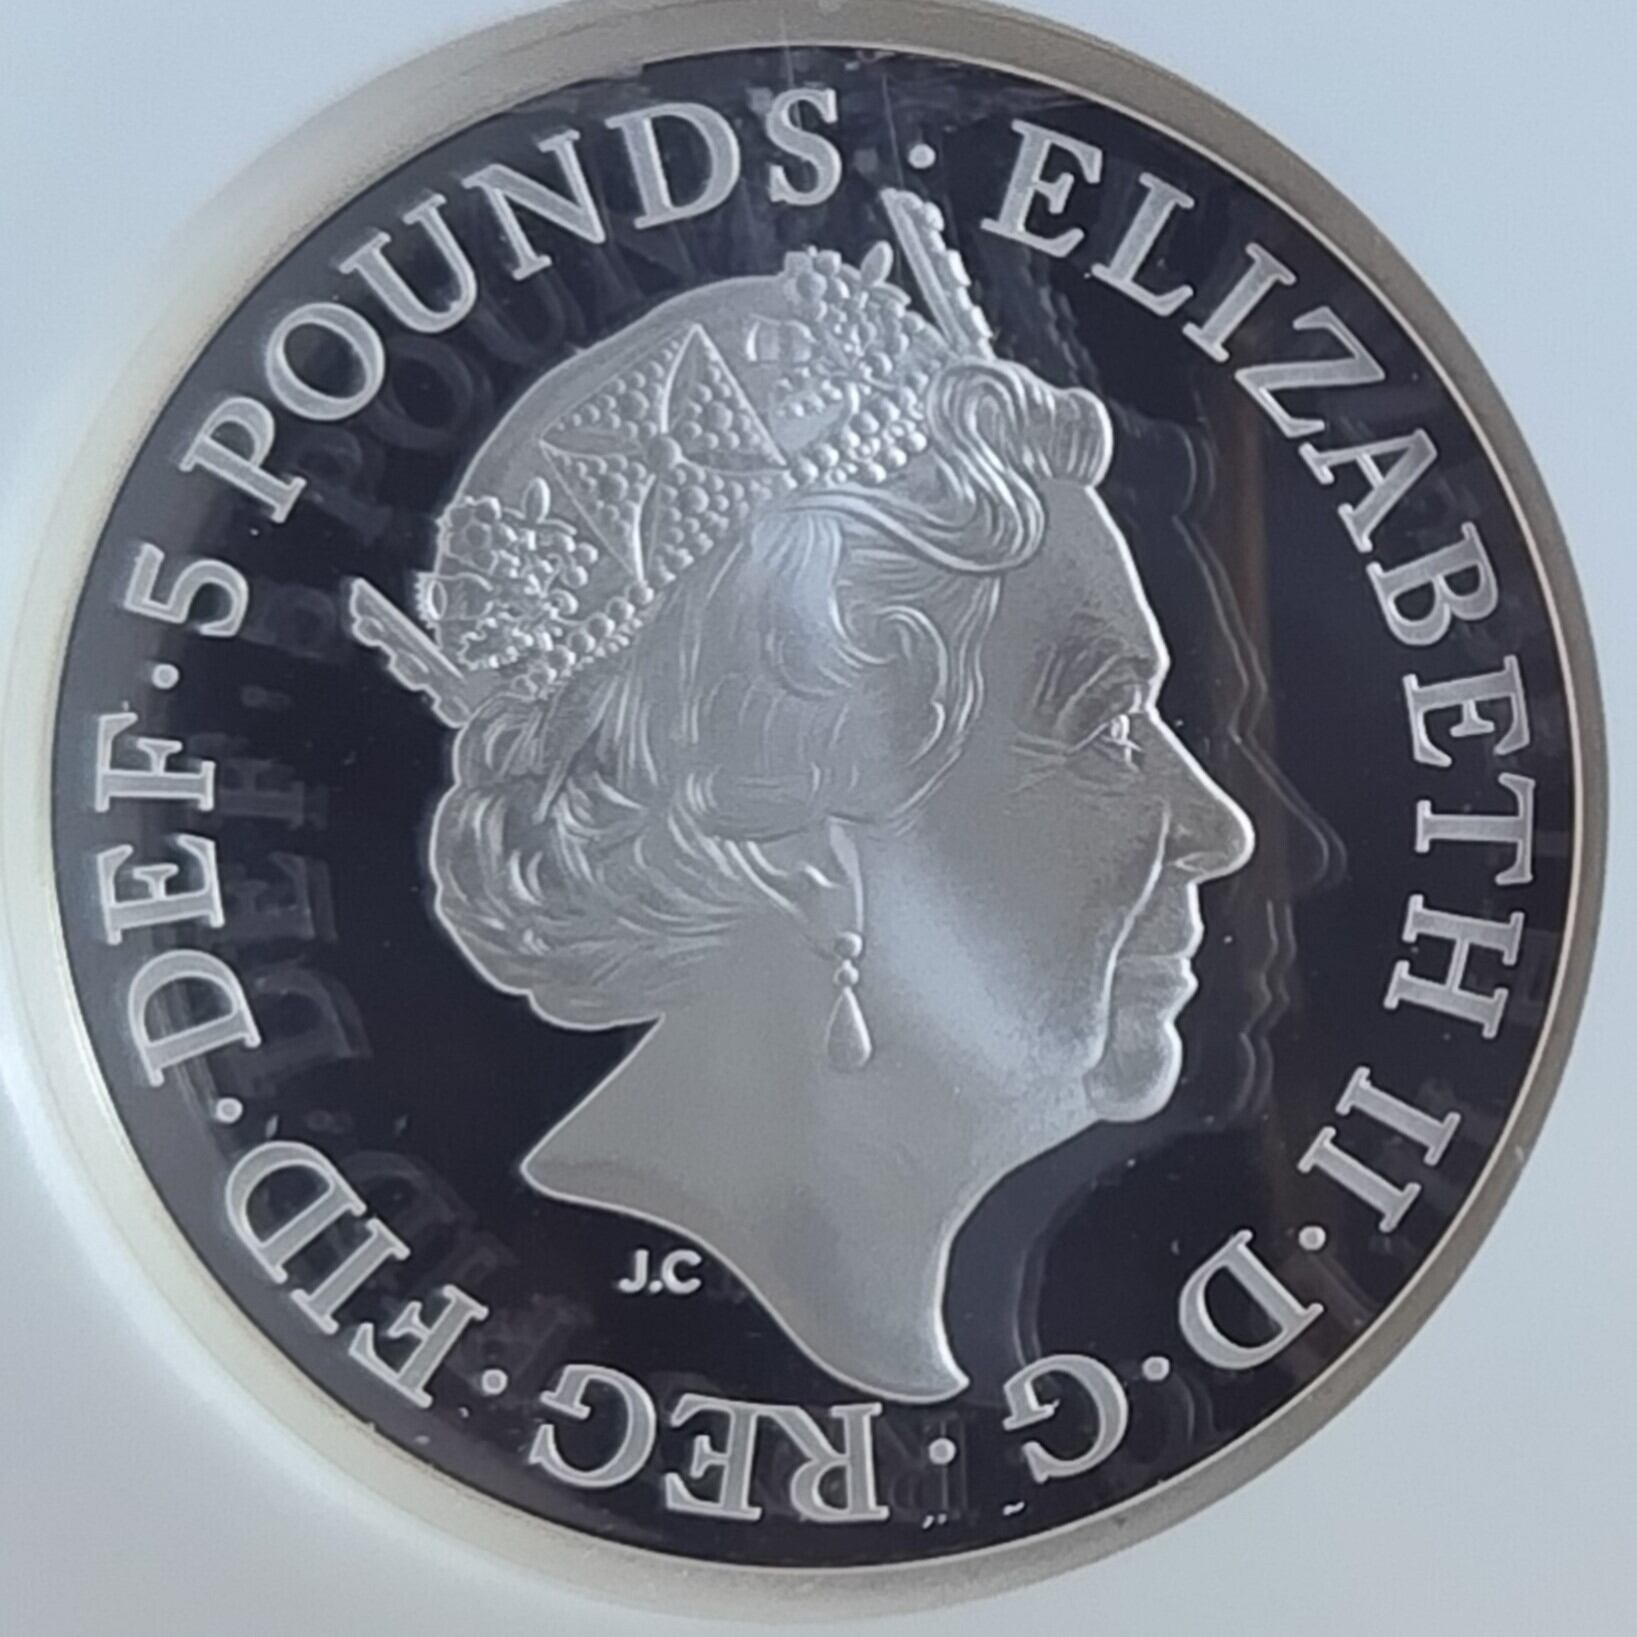 ELIZABETH II · D · G · REG · FID · DEF · 5 POUNDS ·
J.C